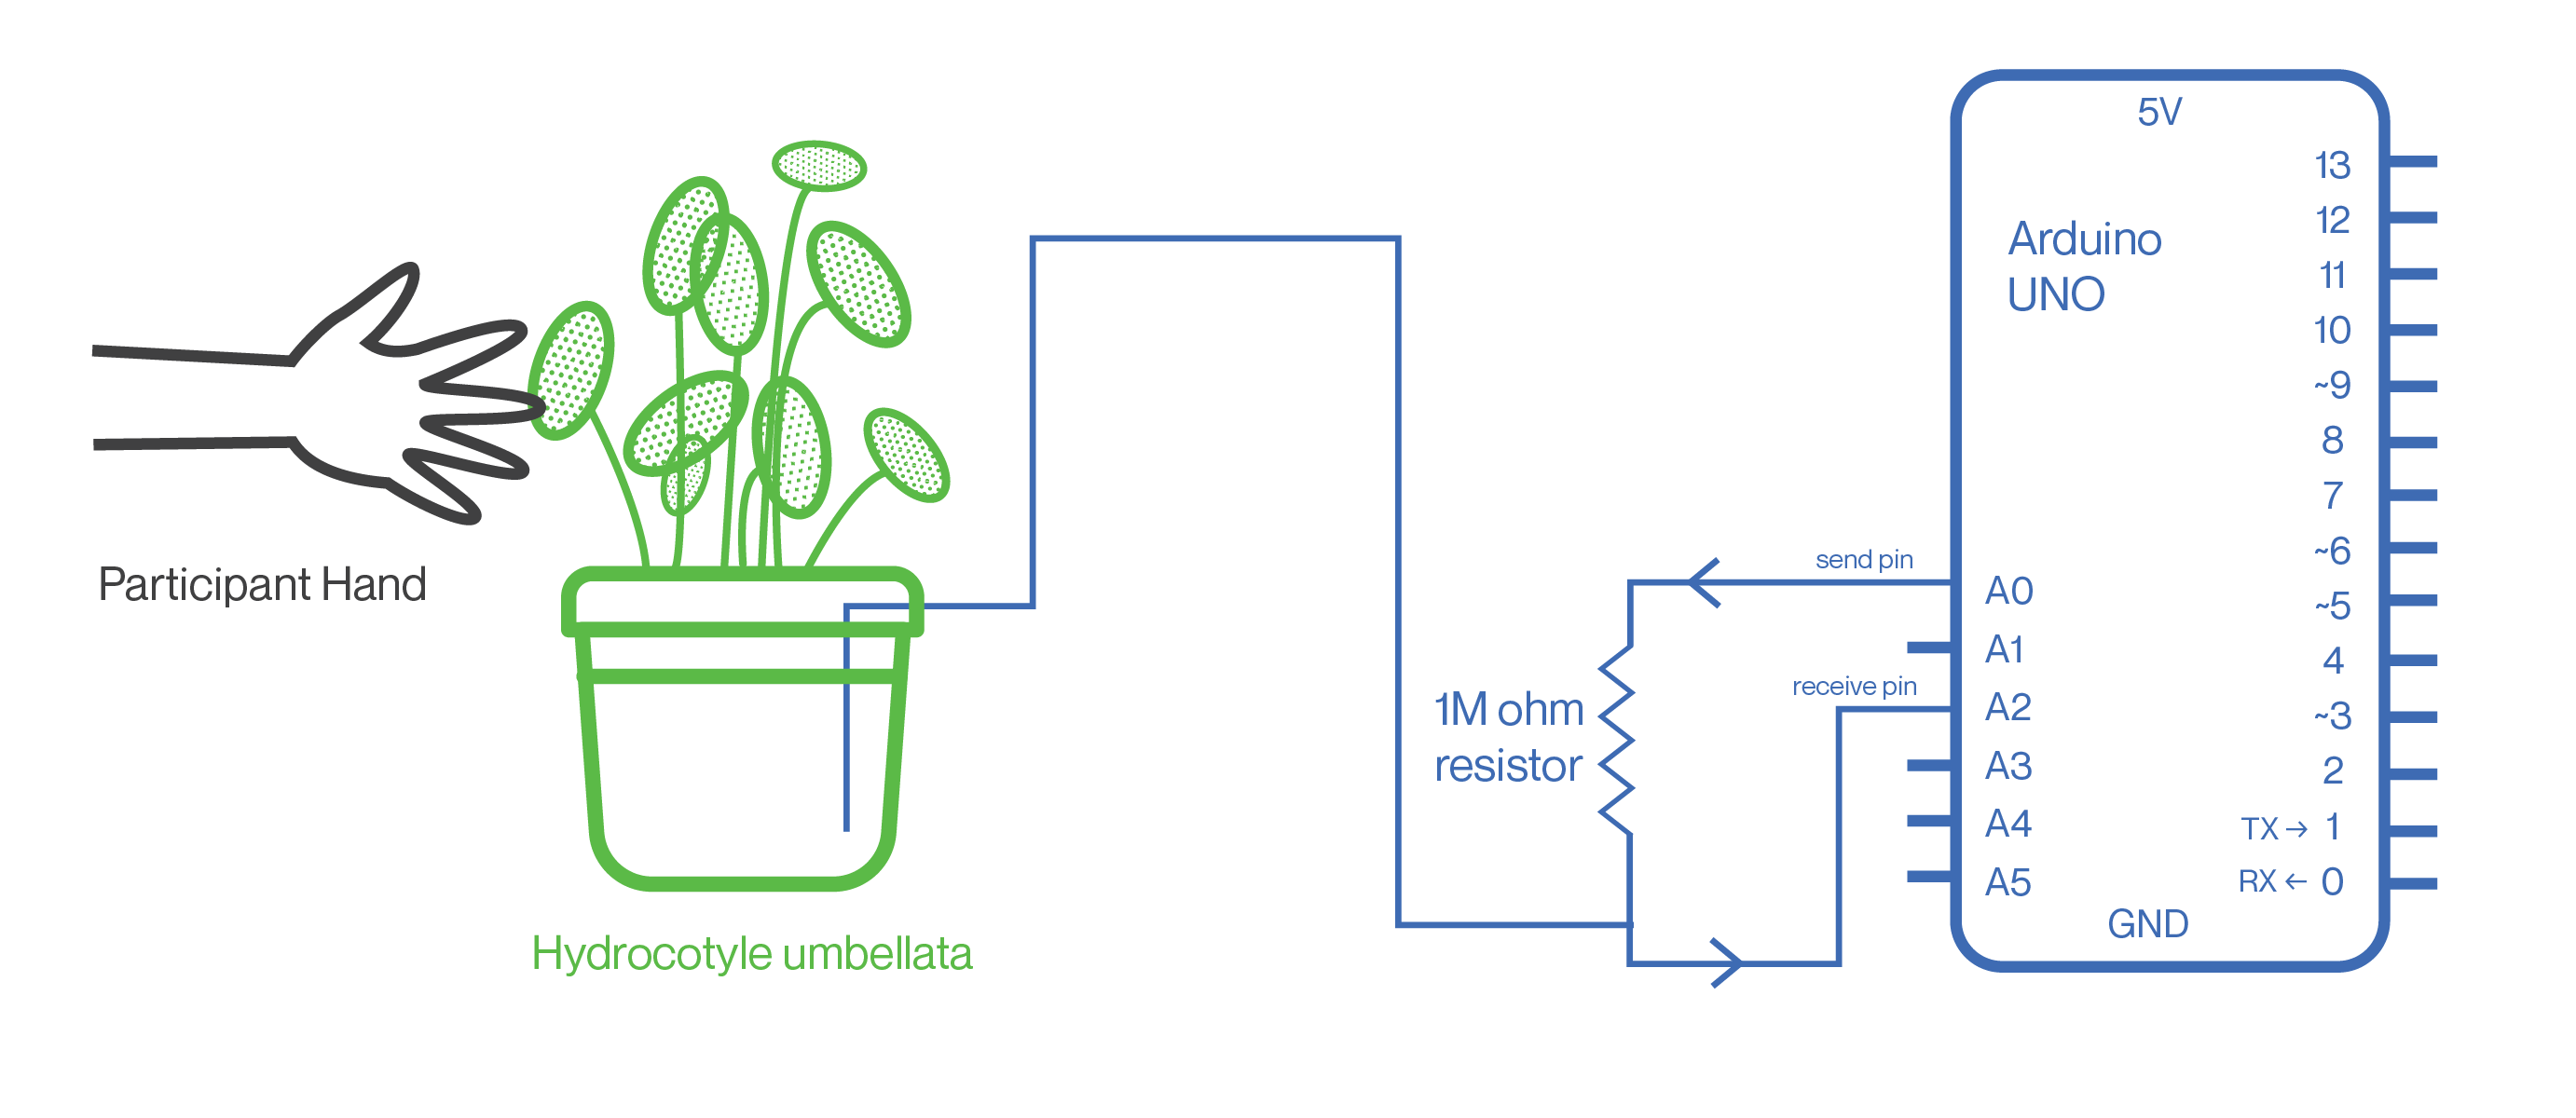 Participant Hand
Hydrocotyle umbellata
1M ohm
resistor
send pin
receive pin
5V
Arduino
UNO
A0
A1
A2
A3
A4
A5
13
12
11
10
~9
8
7
~6
~5
4
~3
2
TX→ 1
RX← 0
GND